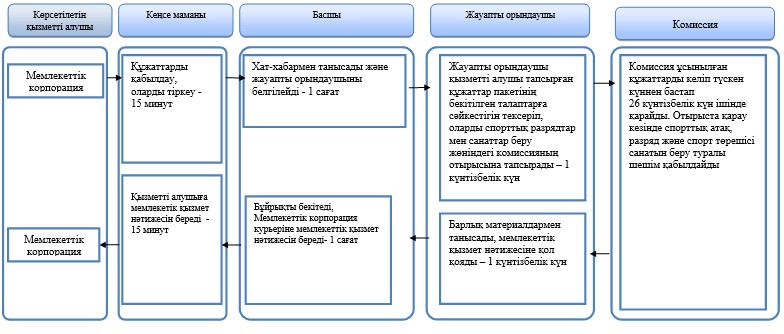 Көрсетілетін
қызметті алушы
Кеңсе маманы
Басшы
Жауапты орындаушы
Комиссия
Мемлекеттік
корпорация
Құжаттарды
қабылдау,
оларды тіркеу -
15 минут
Хат-хабармен танысады және
жауапты орындаушыны
белгілейді - 1 сағат
Жауапты орындаушы
қызметті алушы тапсырған
құжаттар пакетінің
бекітілген талаптарға
сәйкестігін тексеріп,
оларды спорттық разрядтар
мен санаттар беру
жөніндегі комиссияның
отырысына тапсырады – 1
күнтізбелік күн
Комиссия ұсынылған
құжаттарды келіп түскен
күннен бастап
26 күнтізбелік күн ішінде
қарайды. Отырыста қарау
кезінде спорттық атақ,
разряд және спорт төрешісі
санатын беру туралы
шешім қабылдайды
Мемлекеттік
корпорация
Қызметті алушыға
мемлекетік қызмет
нәтижесін береді -
15 минут
Бұйрықты бекітеді,
Мемлекеттік корпорация
курьеріне мемлекеттік қызмет
нәтижесін береді- 1 сағат
Барлық материалдармен
танысады, мемлекеттік
қызмет нәтижесіне қол
қояды – 1 күнтізбелік күн